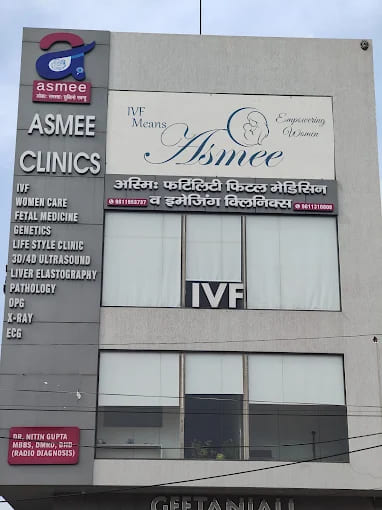 asmee
ASMEE
CLINICS
IVF
WOMEN CARE
FETAL MEDICINE
GENETICS
LIFE STYLE CLINIC
3D/4D ULTRASOUND
LIVER ELASTOGRAPHY
PATHOLOGY
OPG
X-RAY
ECG
DR. NITIN GUPTA
MBBS, DMRD, DNB
(RADIO DIAGNOSIS)
IVF
Means
Asmee
Empowering
Women
अस्मिः फर्टिलिटी फिटल मेडिसिन
व इमेजिंग क्लिनिक्स
IVF
GEETANJALI